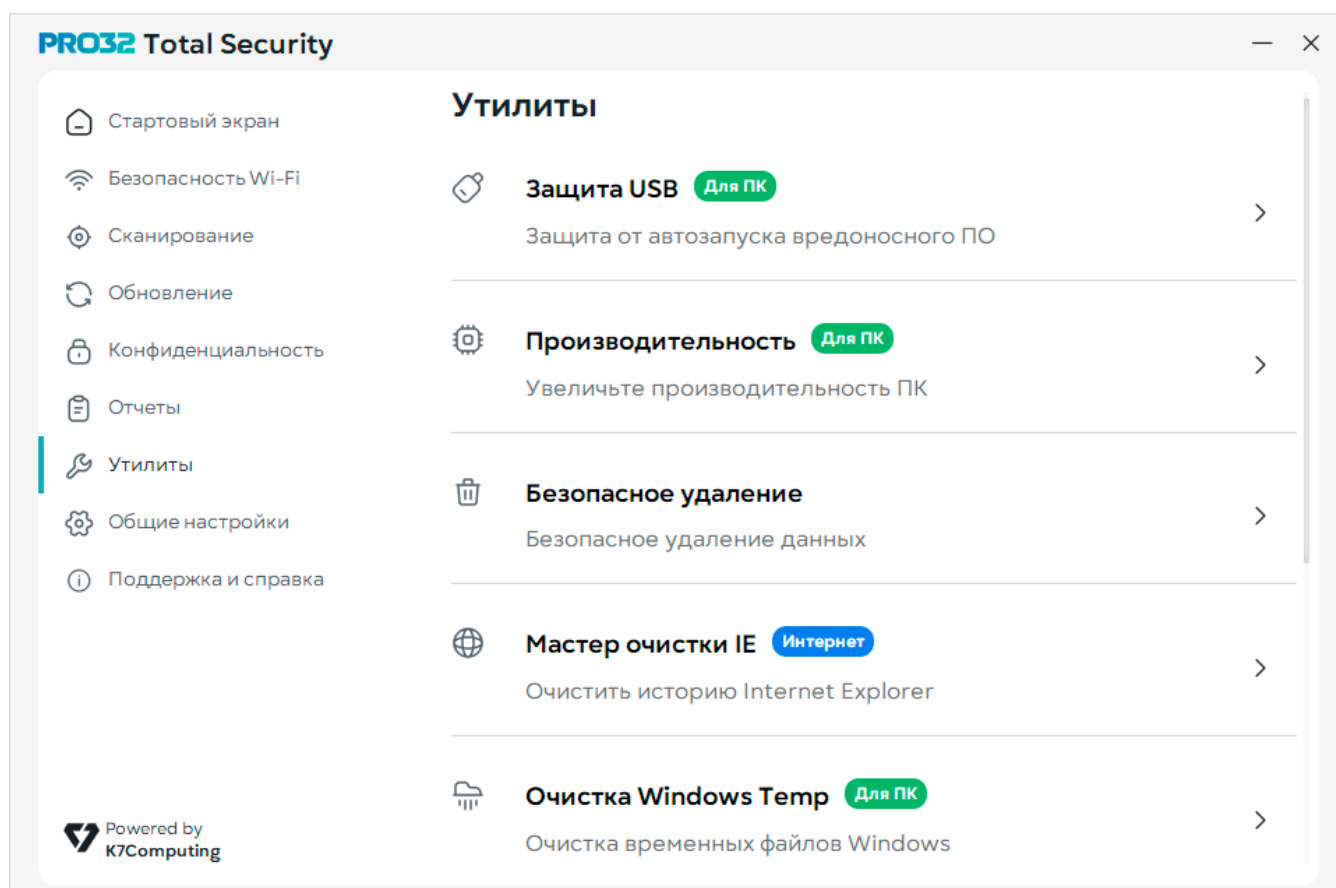 PRO32 Total Security
Стартовый экран
Безопасность Wi-Fi
Сканирование
Обновление
Конфиденциальность
Отчеты
Утилиты
Общие настройки
Поддержка и справка
Powered by
K7Computing
Утилиты
Защита USB Для ПК
Защита от автозапуска вредоносного ПО
Производительность Для ПК
Увеличьте производительность ПК
Безопасное удаление
Безопасное удаление данных
Мастер очистки IE Интернет
Очистить историю Internet Explorer
Очистка Windows Temp Для ПК
Очистка временных файлов Windows